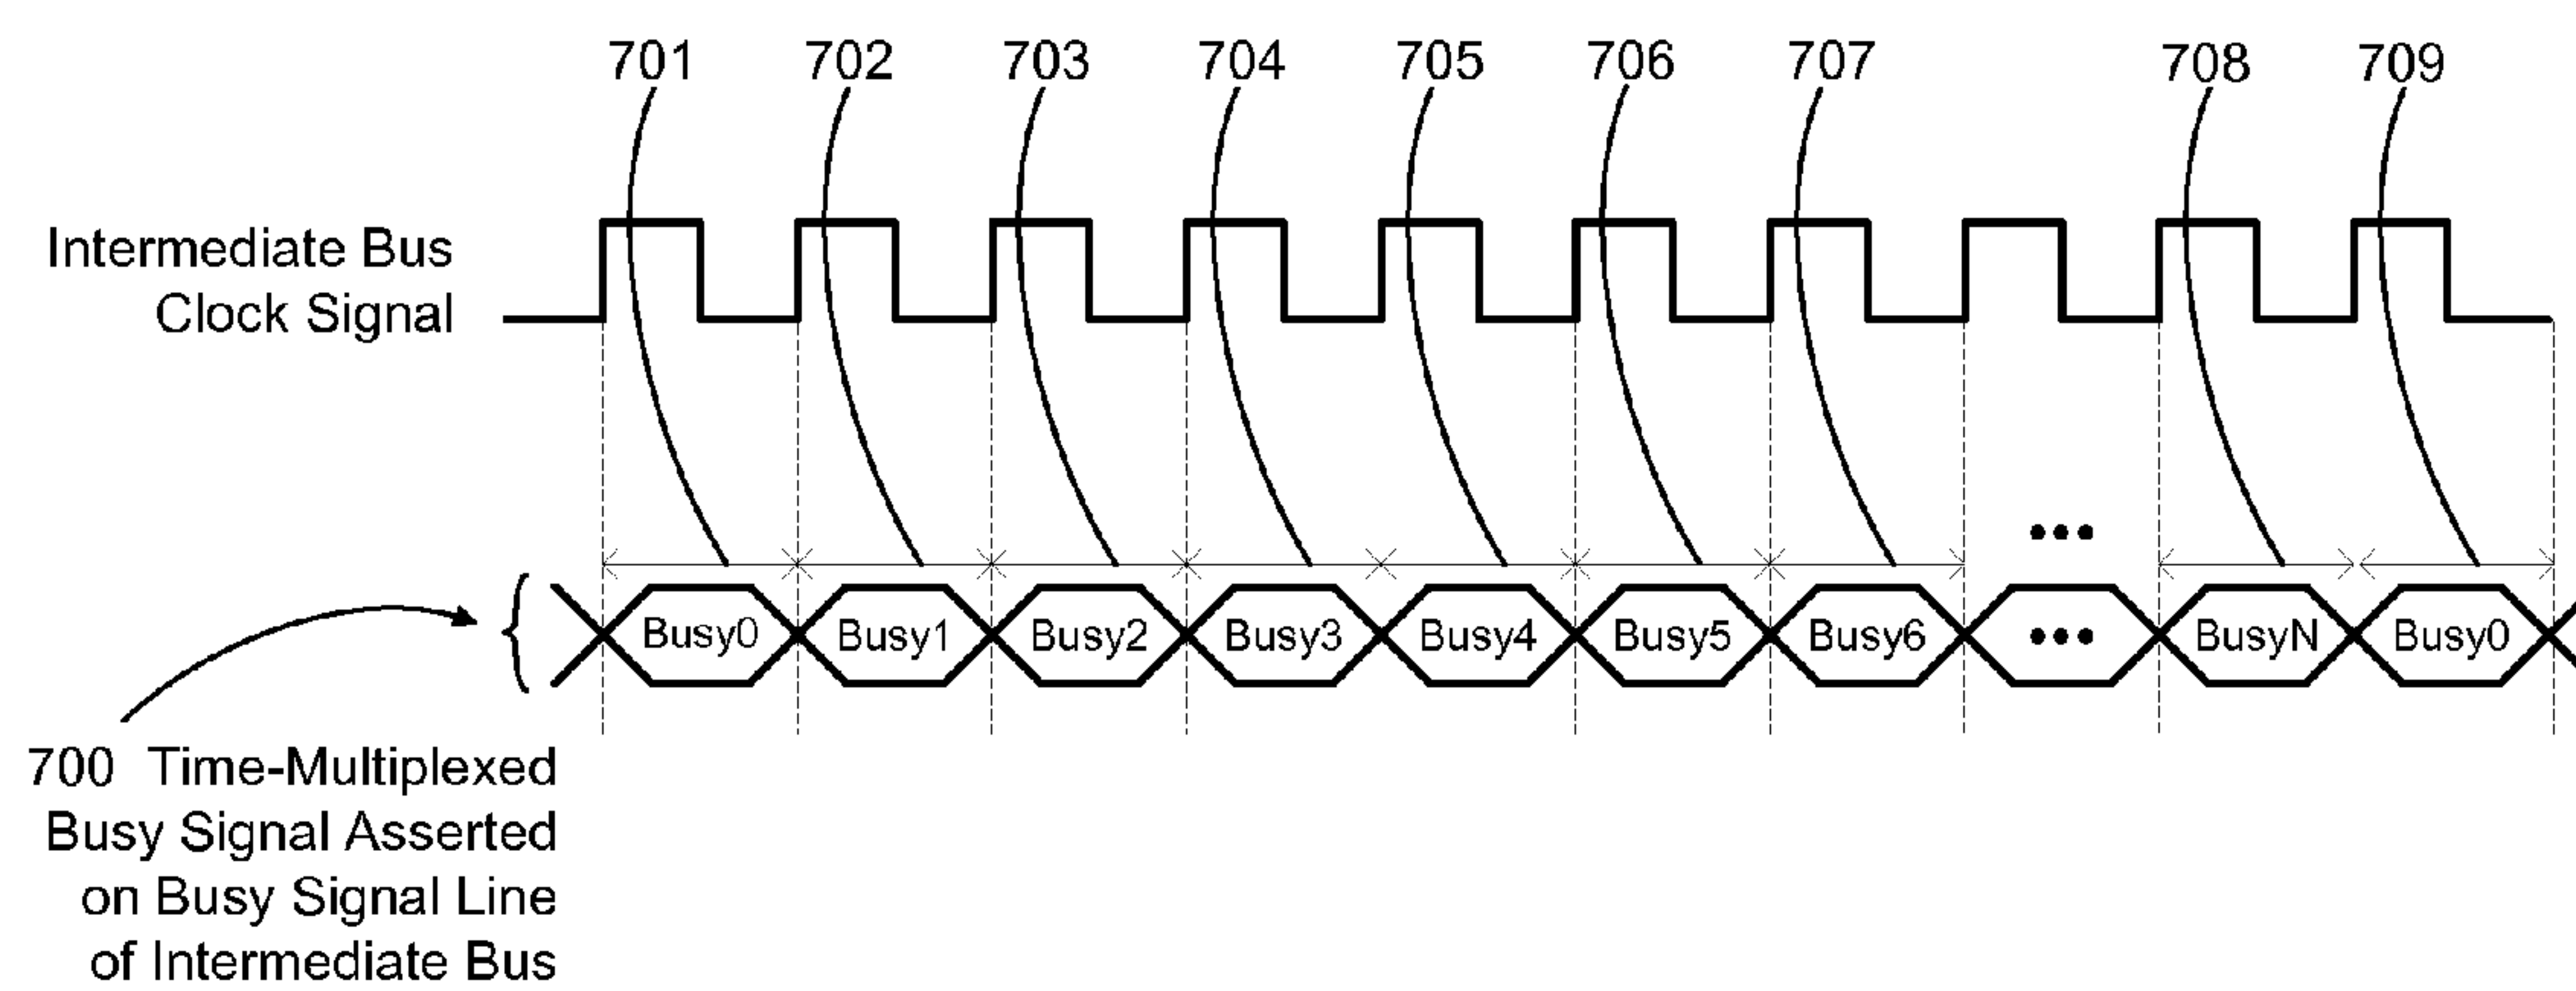 701 702 703 704 705 706 707 708 709
Intermediate Bus
Clock Signal
•••
Busy0 Busy1 Busy2 Busy3 Busy4 Busy5 Busy6 ••• BusyN Busy0
700 Time-Multiplexed
Busy Signal Asserted
on Busy Signal Line
of Intermediate Bus